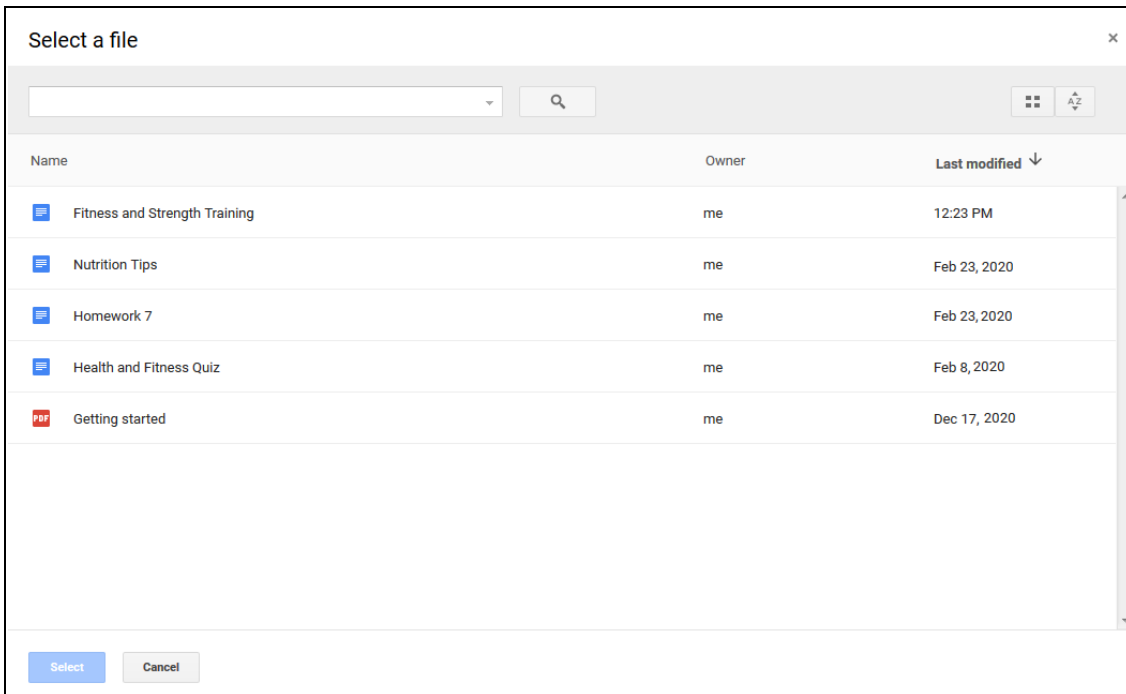 Select a file
×
AZ
Name Owner Last modified
Fitness and Strength Training me 12:23 PM
Nutrition Tips me Feb 23, 2020
Homework 7 me Feb 23, 2020
Health and Fitness Quiz me Feb 8, 2020
PDF Getting started me Dec 17, 2020
Select Cancel